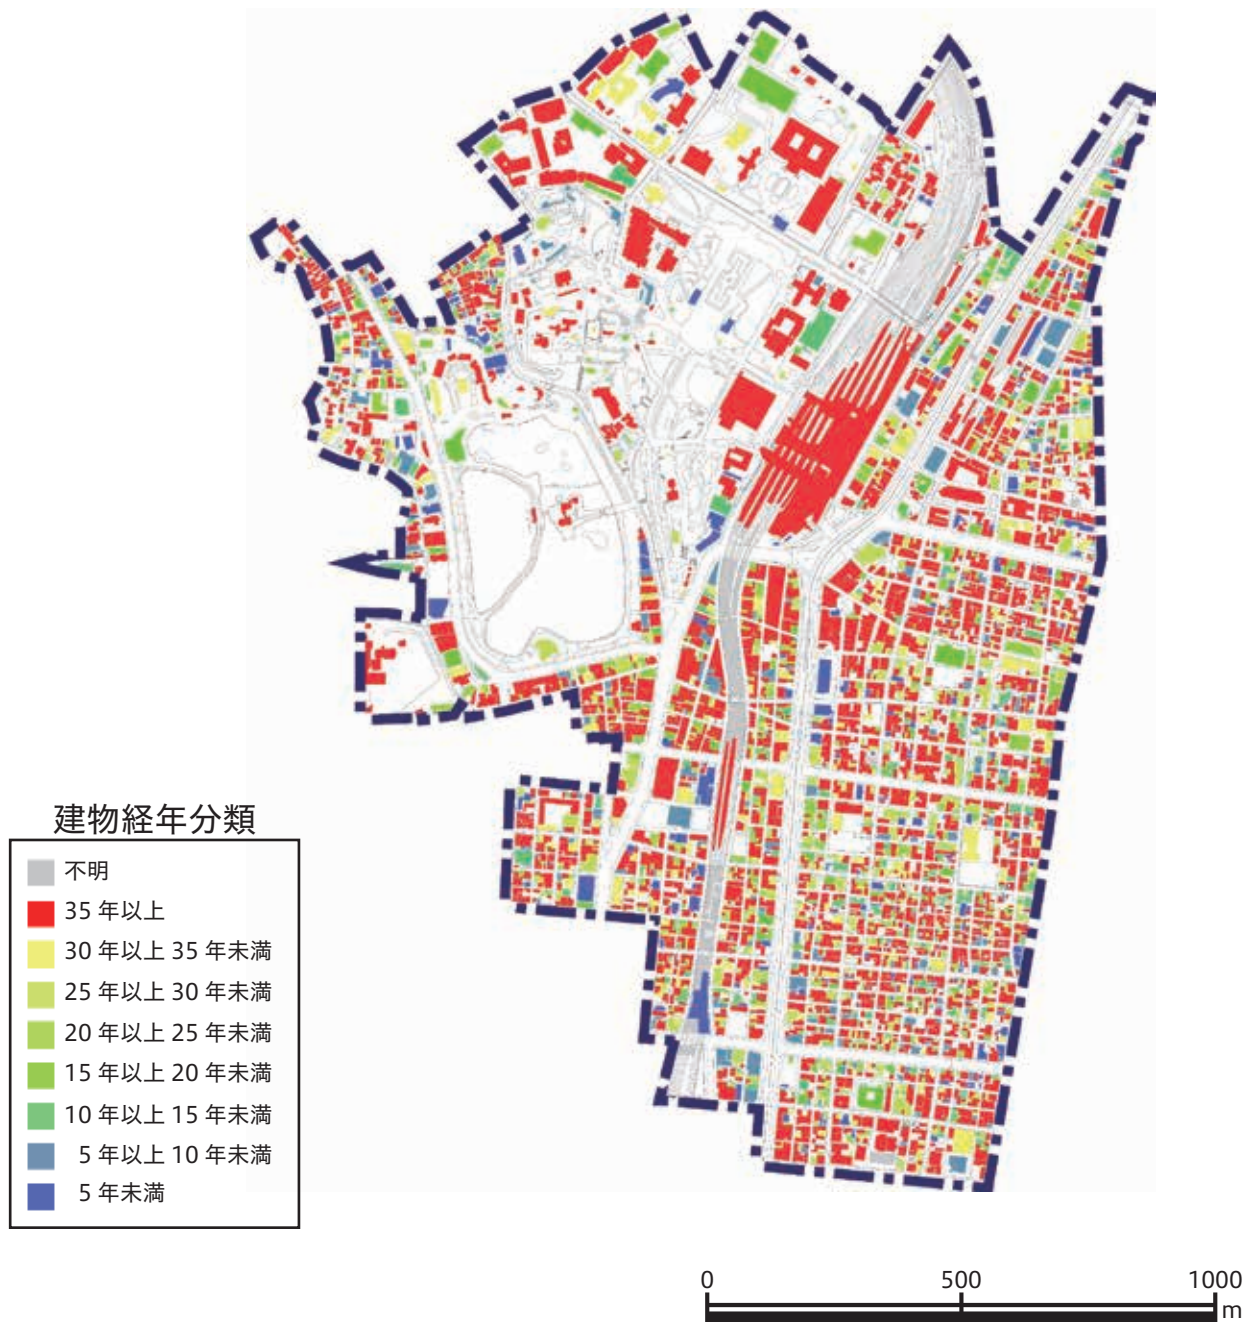 建物経年分類
不明
35 年以上
30 年以上 35 年未満
25 年以上 30 年未満
20 年以上 25 年未満
15 年以上 20 年未満
10 年以上 15 年未満
5 年以上 10 年未満
5 年未満
0 500 1000
m